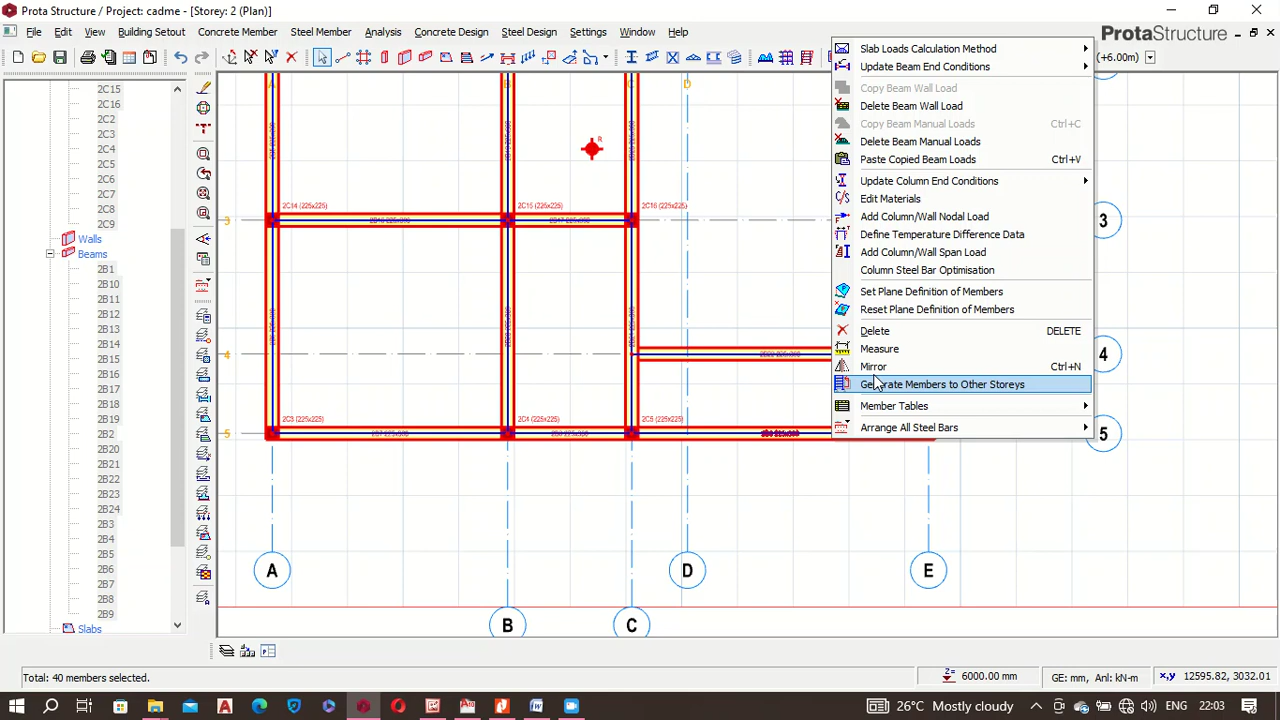 Prota Structure / Project: cadme - [Storey: 2 (Plan)]
File Edit View Building Setout Concrete Member Steel Member Analysis Concrete Design Steel Design Settings Window Help
ProtaStructure
(+6.00m)
2C15
2C16
2C2
2C3
2C4
2C5
2C6
2C7
2C8
2C9
Walls
Beams
2B1
2B10
2B11
2B12
2B13
2B14
2B15
2B16
2B17
2B18
2B19
2B2
2B20
2B21
2B22
2B23
2B24
2B3
2B4
2B5
2B6
2B7
2B8
2B9
Slabs
A B C D
R
2C14 (225x225) 2C15 (225x225) 2C16 (225x225)
3
4
5
2C3 (225x225) 2C4 (225x225) 2C5 (225x225)
3
4
5
A D E
B C
Slab Loads Calculation Method
Update Beam End Conditions
Copy Beam Wall Load
Delete Beam Wall Load
Copy Beam Manual Loads Ctrl+C
Delete Beam Manual Loads
Paste Copied Beam Loads Ctrl+V
Update Column End Conditions
Edit Materials
Add Column/Wall Nodal Load
Define Temperature Difference Data
Add Column/Wall Span Load
Column Steel Bar Optimisation
Set Plane Definition of Members
Reset Plane Definition of Members
Delete DELETE
Measure
Mirror Ctrl+N
Generate Members to Other Storeys
Member Tables
Arrange All Steel Bars
Total: 40 members selected.
6000.00 mm
GE: mm, Anl: kN-m
x,y 12595.82, 3032.01
26°C Mostly cloudy
ENG 22:03